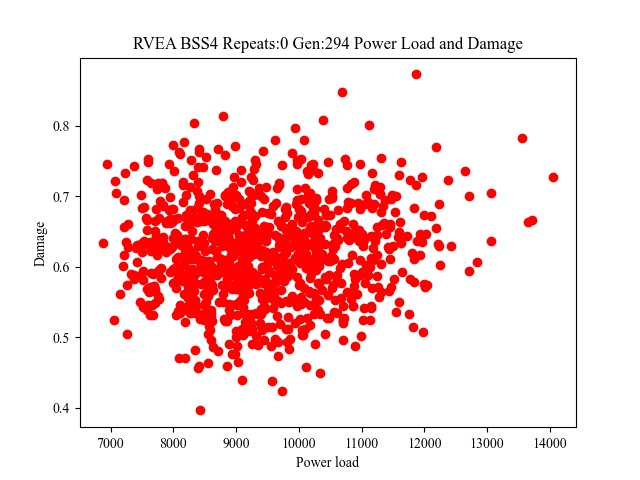 RVEA BSS4 Repeats:0 Gen:294 Power Load and Damage
Damage
0.8
0.7
0.6
0.5
0.4
7000 8000 9000 10000 11000 12000 13000 14000
Power load